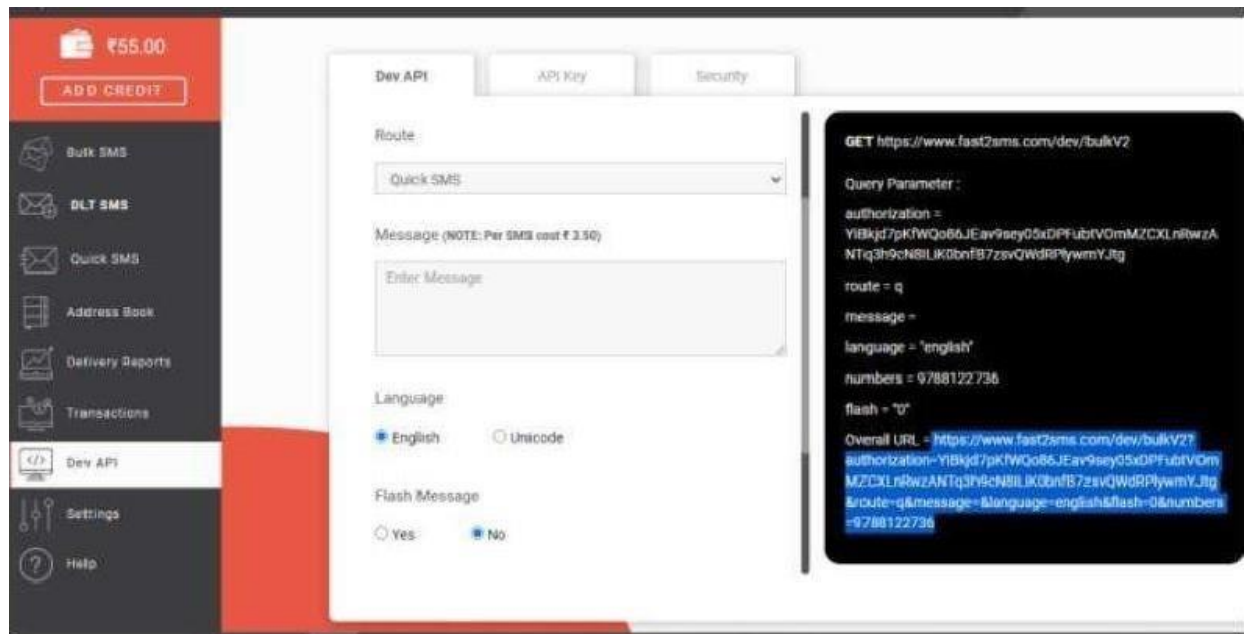 ₹55.00
ADD CREDIT
Bulk SMS
DLT SMS
Quick SMS
Address Book
Delivery Reports
Transactions
Dev API
Settings
Help
Dev API
API Key
Security
Route
Quick SMS
Message (NOTE: Per SMS cost ₹ 3.50)
Enter Message
Language
English
Unicode
Flash Message
Yes
No
GET https://www.fast2sms.com/dev/bulkV2
Query Parameter :
authorization =
route = q
message =
language = "english"
numbers = 9788122736
flash = "0"
Overall URL = https://www.fast2sms.com/dev/bulkV2?
authorization=
&route=q&message=&language=english&flash=0&numbers
=9788122736